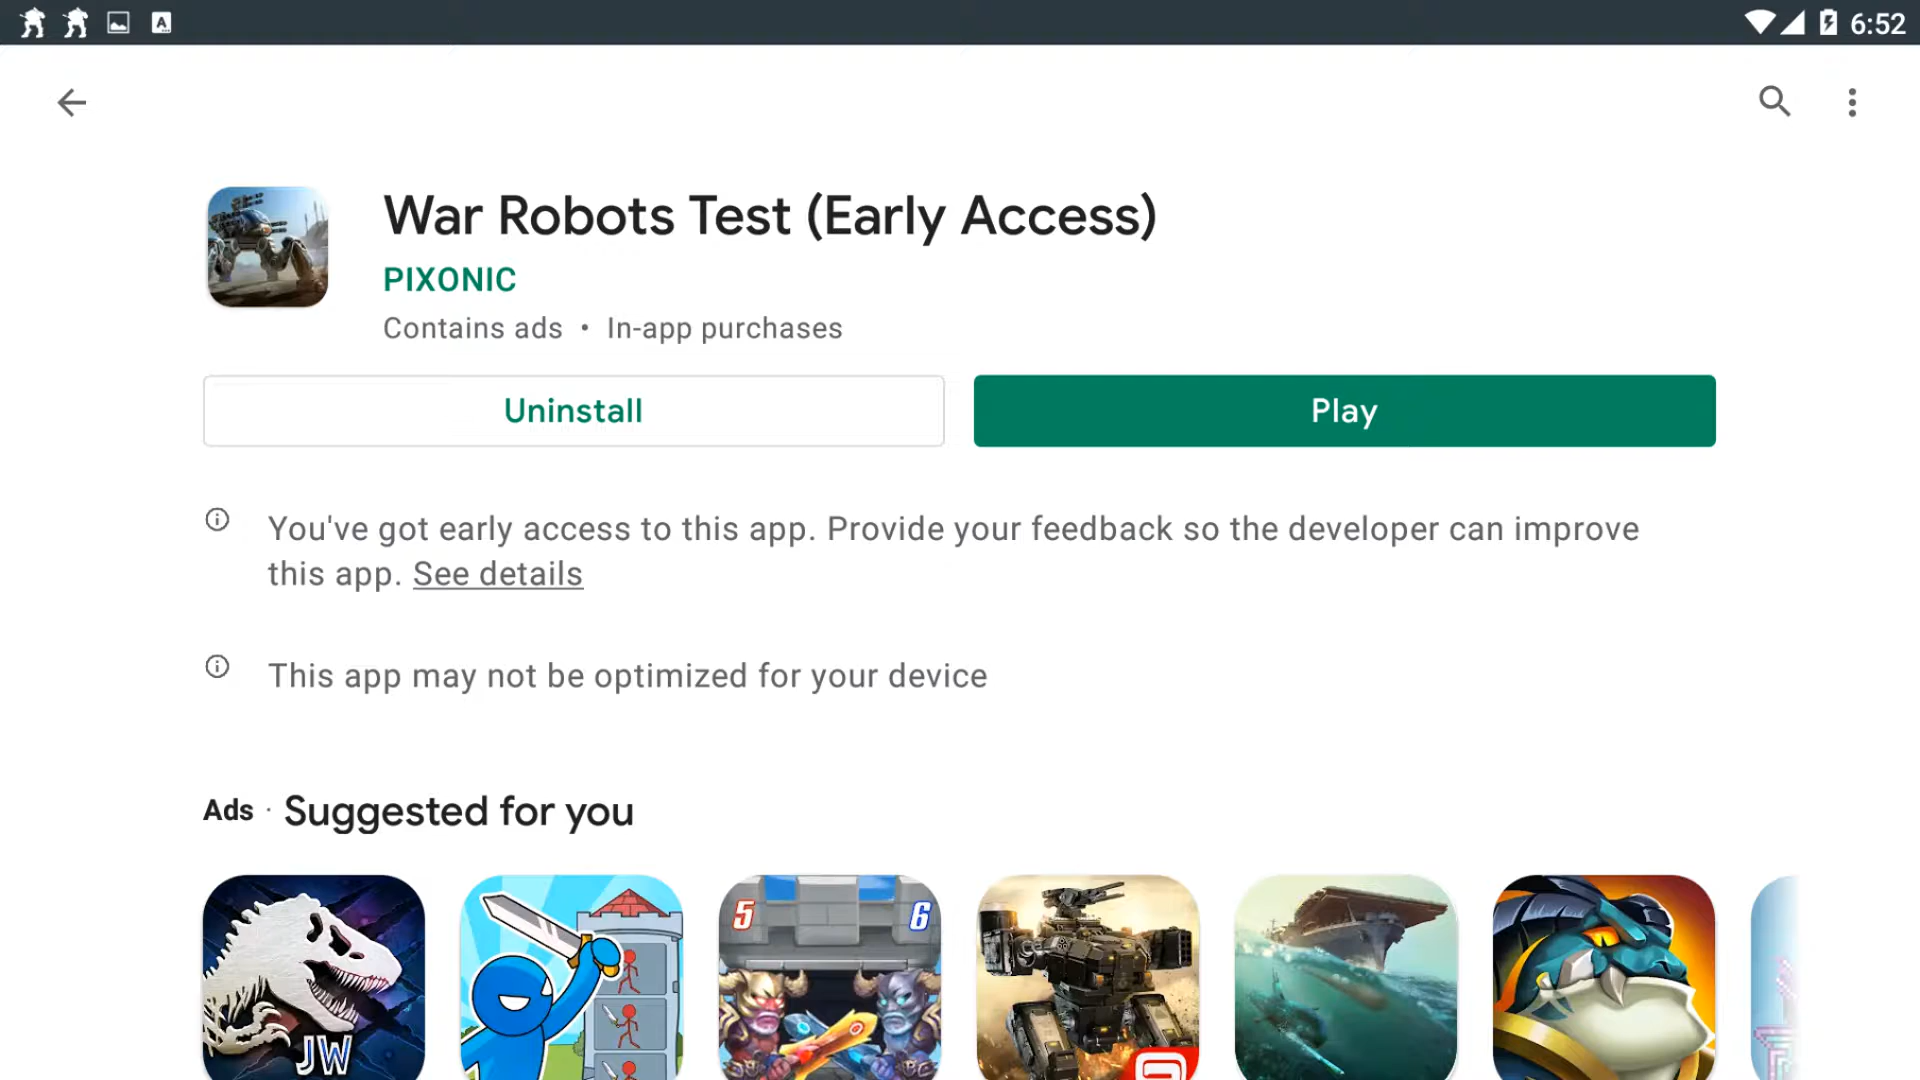 6:52
War Robots Test (Early Access)
PIXONIC
Contains ads • In-app purchases
Uninstall
Play
You've got early access to this app. Provide your feedback so the developer can improve
this app. See details
This app may not be optimized for your device
Ads · Suggested for you
5
6
JW